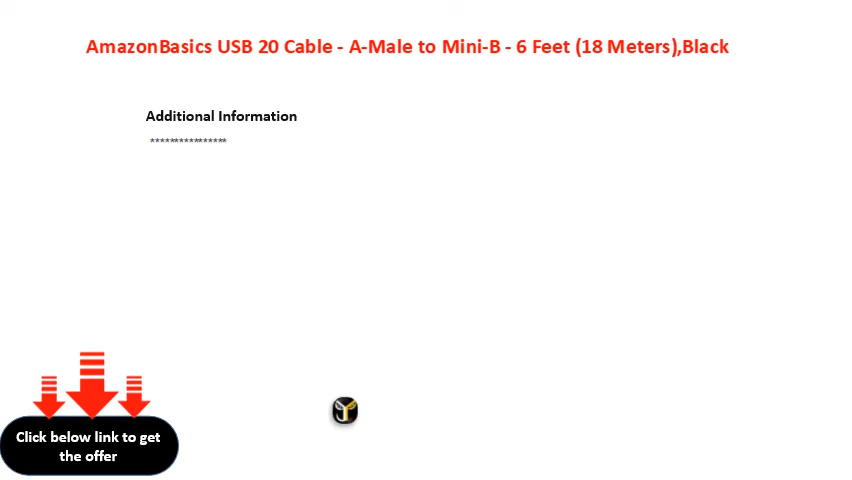 AmazonBasics USB 20 Cable - A-Male to Mini-B - 6 Feet (18 Meters),Black
Additional Information
****************
Click below link to get
the offer